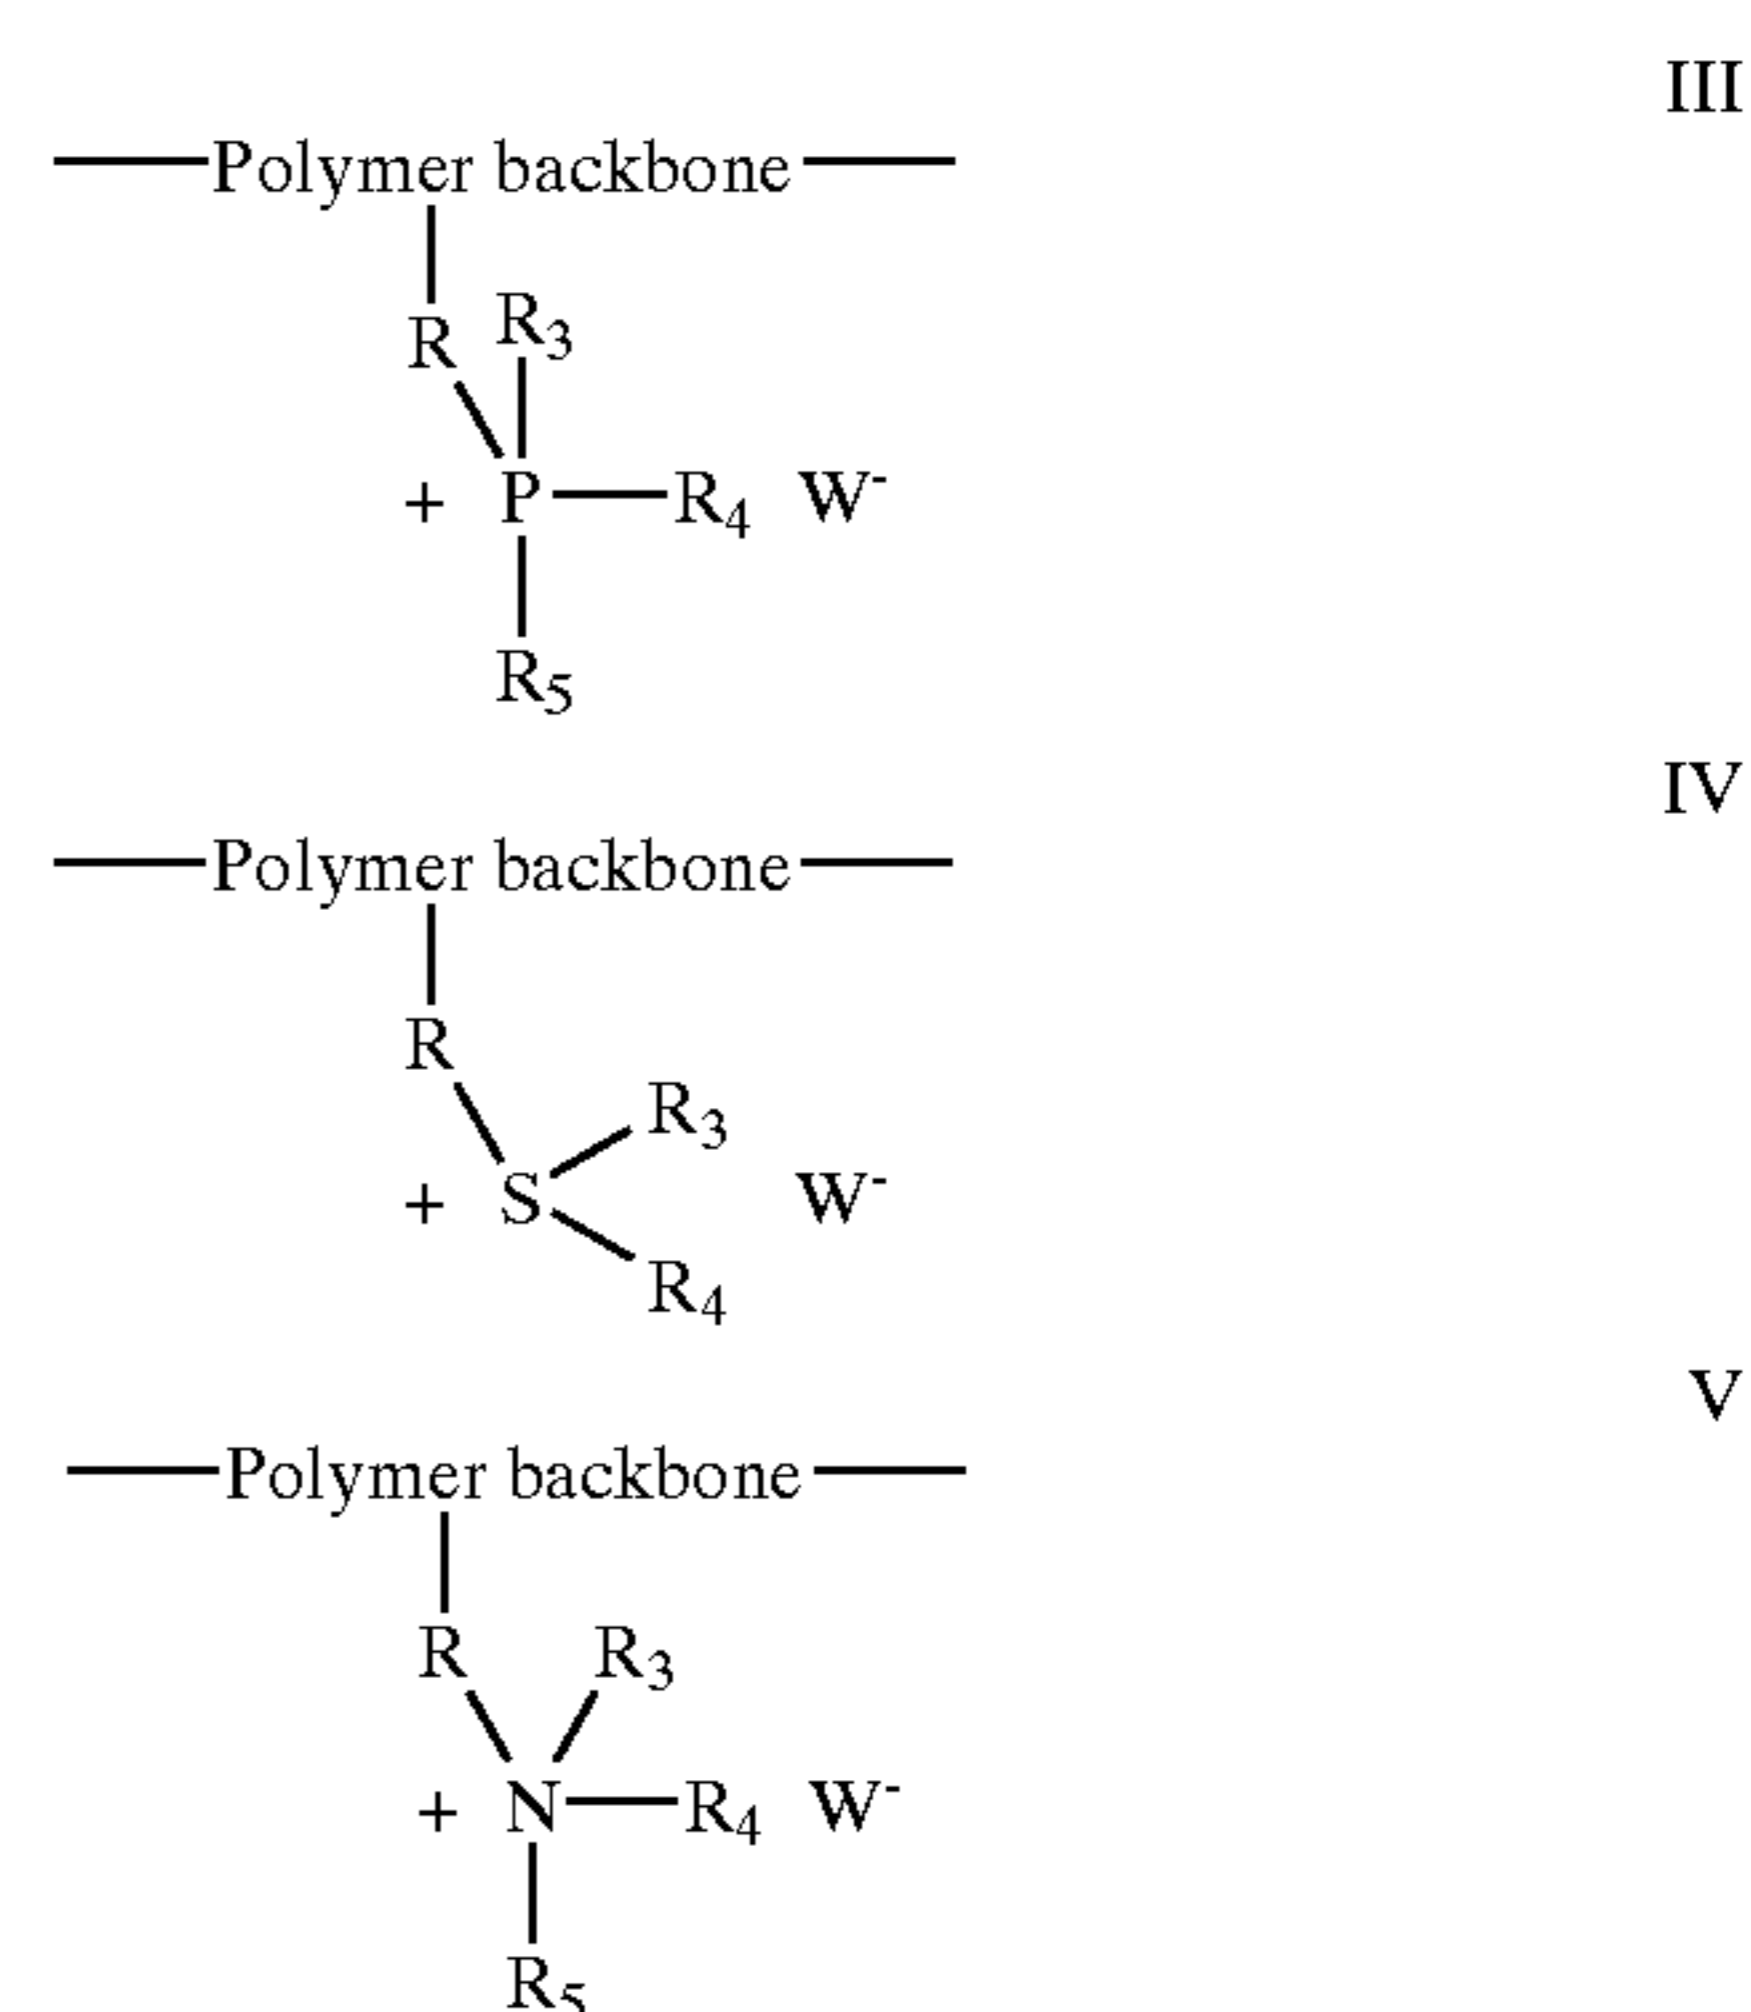 III
Polymer backbone
R R3
+ P R4 W-
R5
IV
Polymer backbone
R
R3
+ S W-
R4
V
Polymer backbone
R R3
+ N R4 W-
R5